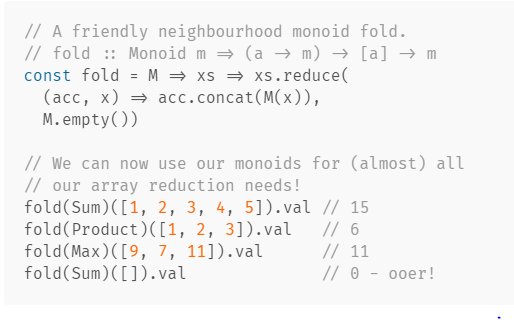 // A friendly neighbourhood monoid fold.
// fold :: Monoid m => (a -> m) -> [a] -> m
const fold = M => xs => xs.reduce(
  (acc, x) => acc.concat(M(x)),
  M.empty())

// We can now use our monoids for (almost) all
// our array reduction needs!
fold(Sum)([1, 2, 3, 4, 5]).val // 15
fold(Product)([1, 2, 3]).val   // 6
fold(Max)([9, 7, 11]).val      // 11
fold(Sum)([]).val              // 0 - ooer!